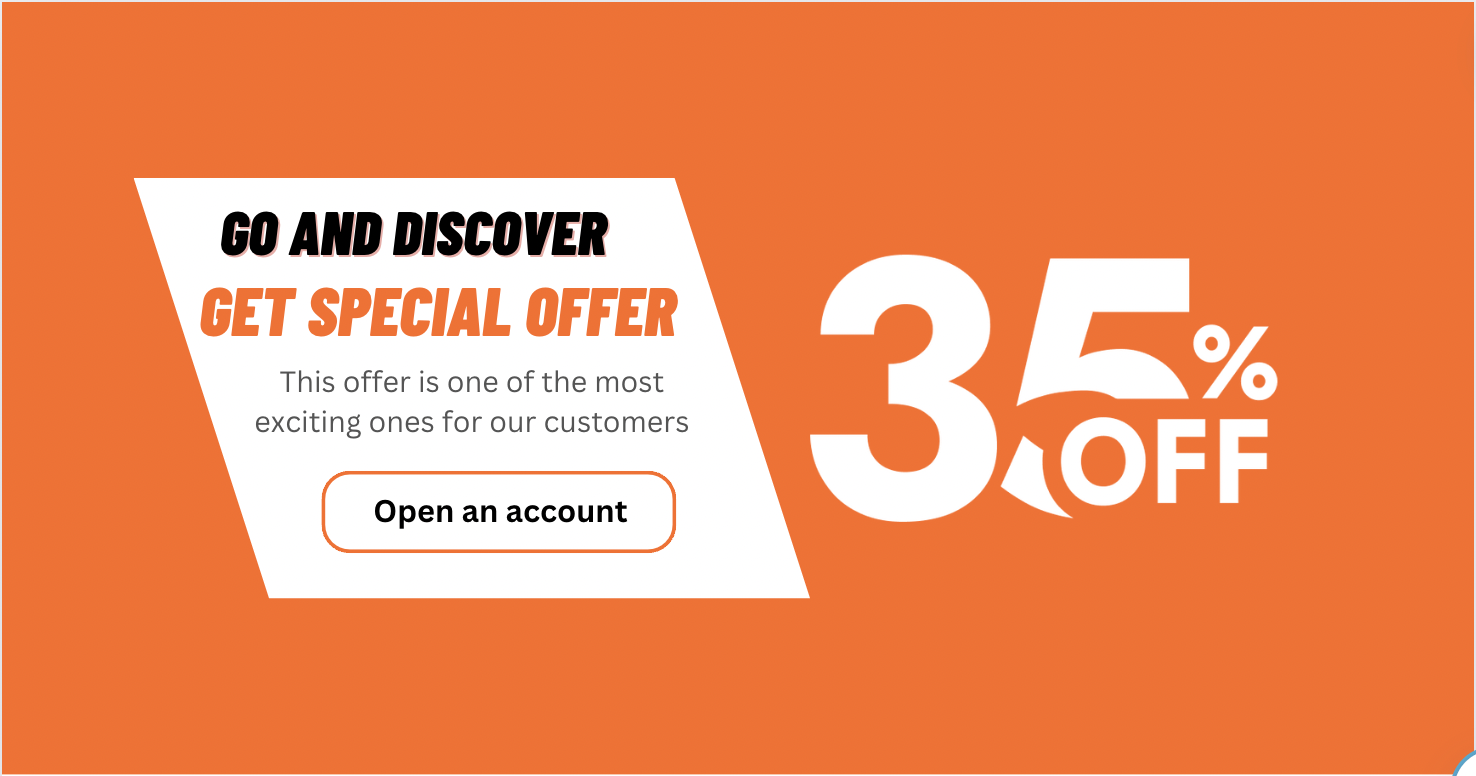 GO AND DISCOVER
GET SPECIAL OFFER
This offer is one of the most
exciting ones for our customers
Open an account
35%
OFF